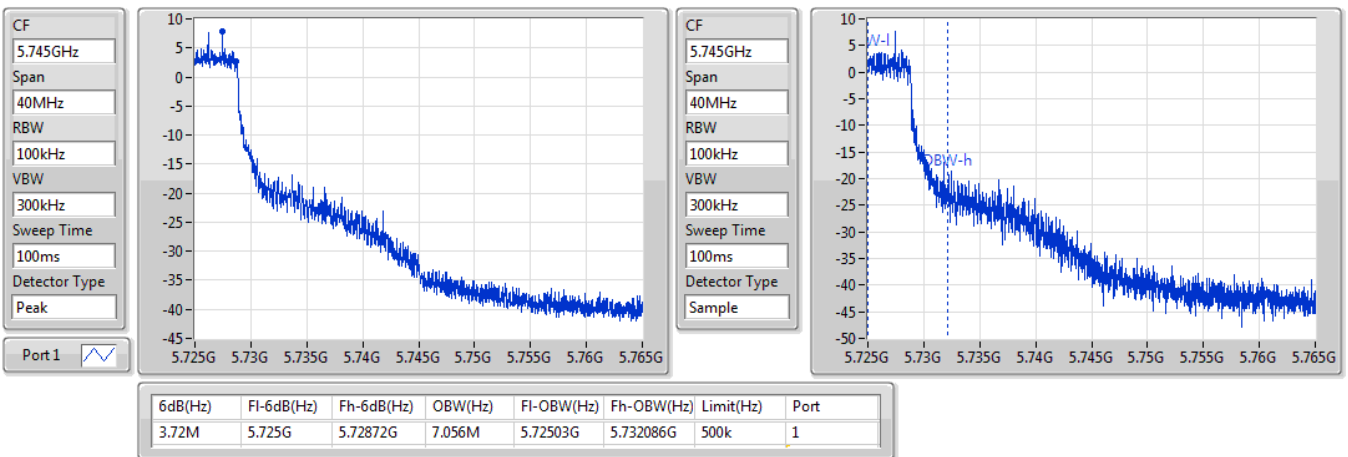 CF
5.745GHz
Span
40MHz
RBW
100kHz
VBW
300kHz
Sweep Time
100ms
Detector Type
Peak
Port 1
10
5
0
-5
-10
-15
-20
-25
-30
-35
-40
-45
5.725G 5.73G 5.735G 5.74G 5.745G 5.75G 5.755G 5.76G 5.765G
CF
5.745GHz
Span
40MHz
RBW
100kHz
VBW
300kHz
Sweep Time
100ms
Detector Type
Sample
10
5
0
-5
-10
-15
-20
-25
-30
-35
-40
-45
-50
W-l
OBW-h
5.725G 5.73G 5.735G 5.74G 5.745G 5.75G 5.755G 5.76G 5.765G
6dB(Hz) Fl-6dB(Hz) Fh-6dB(Hz) OBW(Hz) Fl-OBW(Hz) Fh-OBW(Hz) Limit(Hz) Port
3.72M 5.725G 5.72872G 7.056M 5.72503G 5.732086G 500k 1